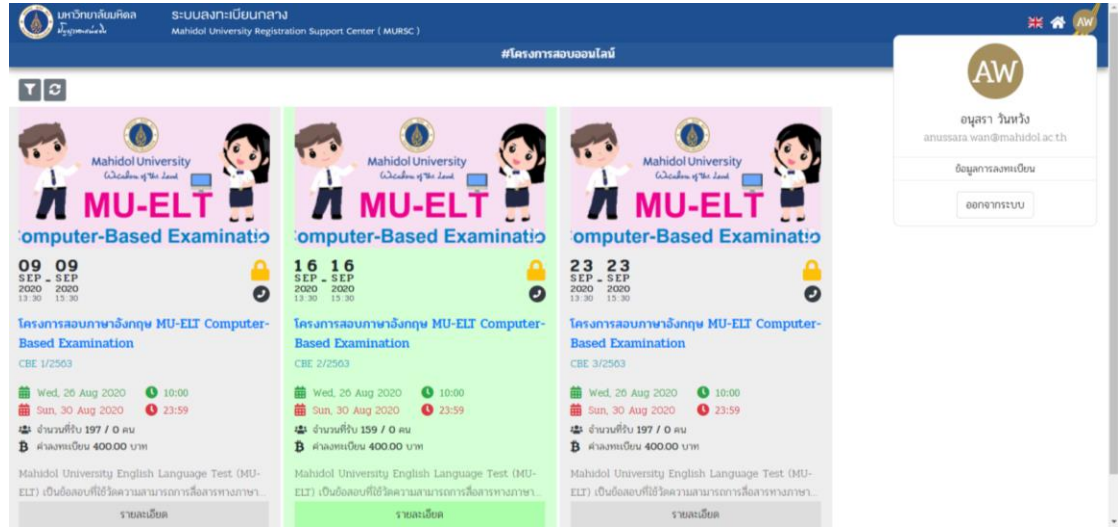 มหาวิทยาลัยมหิดล
ระบบลงทะเบียนกลาง
Mahidol University Registration Support Center ( MURSC )
AW
#โครงการสอบออนไลน์
AW
อนุสรา วันหวัง
anussara.wan@mahidol.ac.th
ข้อมูลการลงทะเบียน
ออกจากระบบ
Mahidol University
Wisdom of the Land
MU-ELT
Computer-Based Examinatio
09 09
SEP - SEP
2020 2020
13:30 15:30
โครงการสอบภาษาอังกฤษ MU-ELT Computer-
Based Examination
CBE 1/2563
Wed, 26 Aug 2020 10:00
Sun, 30 Aug 2020 23:59
จำนวนที่รับ 197 / 0 คน
ค่าลงทะเบียน 400.00 บาท
Mahidol University English Language Test (MU-
ELT) เป็นข้อสอบที่ใช้วัดความสามารถการสื่อสารทางภาษา...
รายละเอียด
Mahidol University
Wisdom of the Land
MU-ELT
Computer-Based Examinatio
16 16
SEP - SEP
2020 2020
13:30 15:30
โครงการสอบภาษาอังกฤษ MU-ELT Computer-
Based Examination
CBE 2/2563
Wed, 26 Aug 2020 10:00
Sun, 30 Aug 2020 23:59
จำนวนที่รับ 159 / 0 คน
ค่าลงทะเบียน 400.00 บาท
Mahidol University English Language Test (MU-
ELT) เป็นข้อสอบที่ใช้วัดความสามารถการสื่อสารทางภาษา...
รายละเอียด
Mahidol University
Wisdom of the Land
MU-ELT
Computer-Based Examinatio
23 23
SEP - SEP
2020 2020
13:30 15:30
โครงการสอบภาษาอังกฤษ MU-ELT Computer-
Based Examination
CBE 3/2563
Wed, 26 Aug 2020 10:00
Sun, 30 Aug 2020 23:59
จำนวนที่รับ 197 / 0 คน
ค่าลงทะเบียน 400.00 บาท
Mahidol University English Language Test (MU-
ELT) เป็นข้อสอบที่ใช้วัดความสามารถการสื่อสารทางภาษา...
รายละเอียด